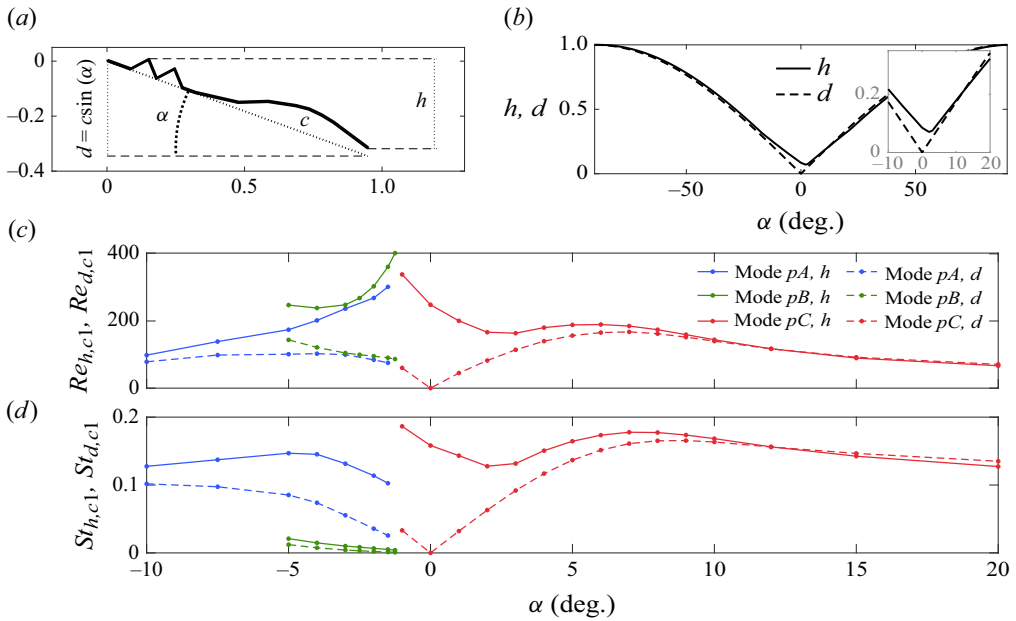 (a)
0
−0.2
−0.4
d = csin (α)
α
c
h
0
0.5
1.0
(b)
1.0
0.5
0
h, d
h
d
0.2
0
−10
0
10
20
−50
0
50
α (deg.)
(c)
400
200
0
Re_{h,c1}, Re_{d,c1}
Mode pA, h
Mode pA, d
Mode pB, h
Mode pB, d
Mode pC, h
Mode pC, d
(d)
0.2
0.1
0
St_{h,c1}, St_{d,c1}
−10
−5
0
5
10
15
20
α (deg.)